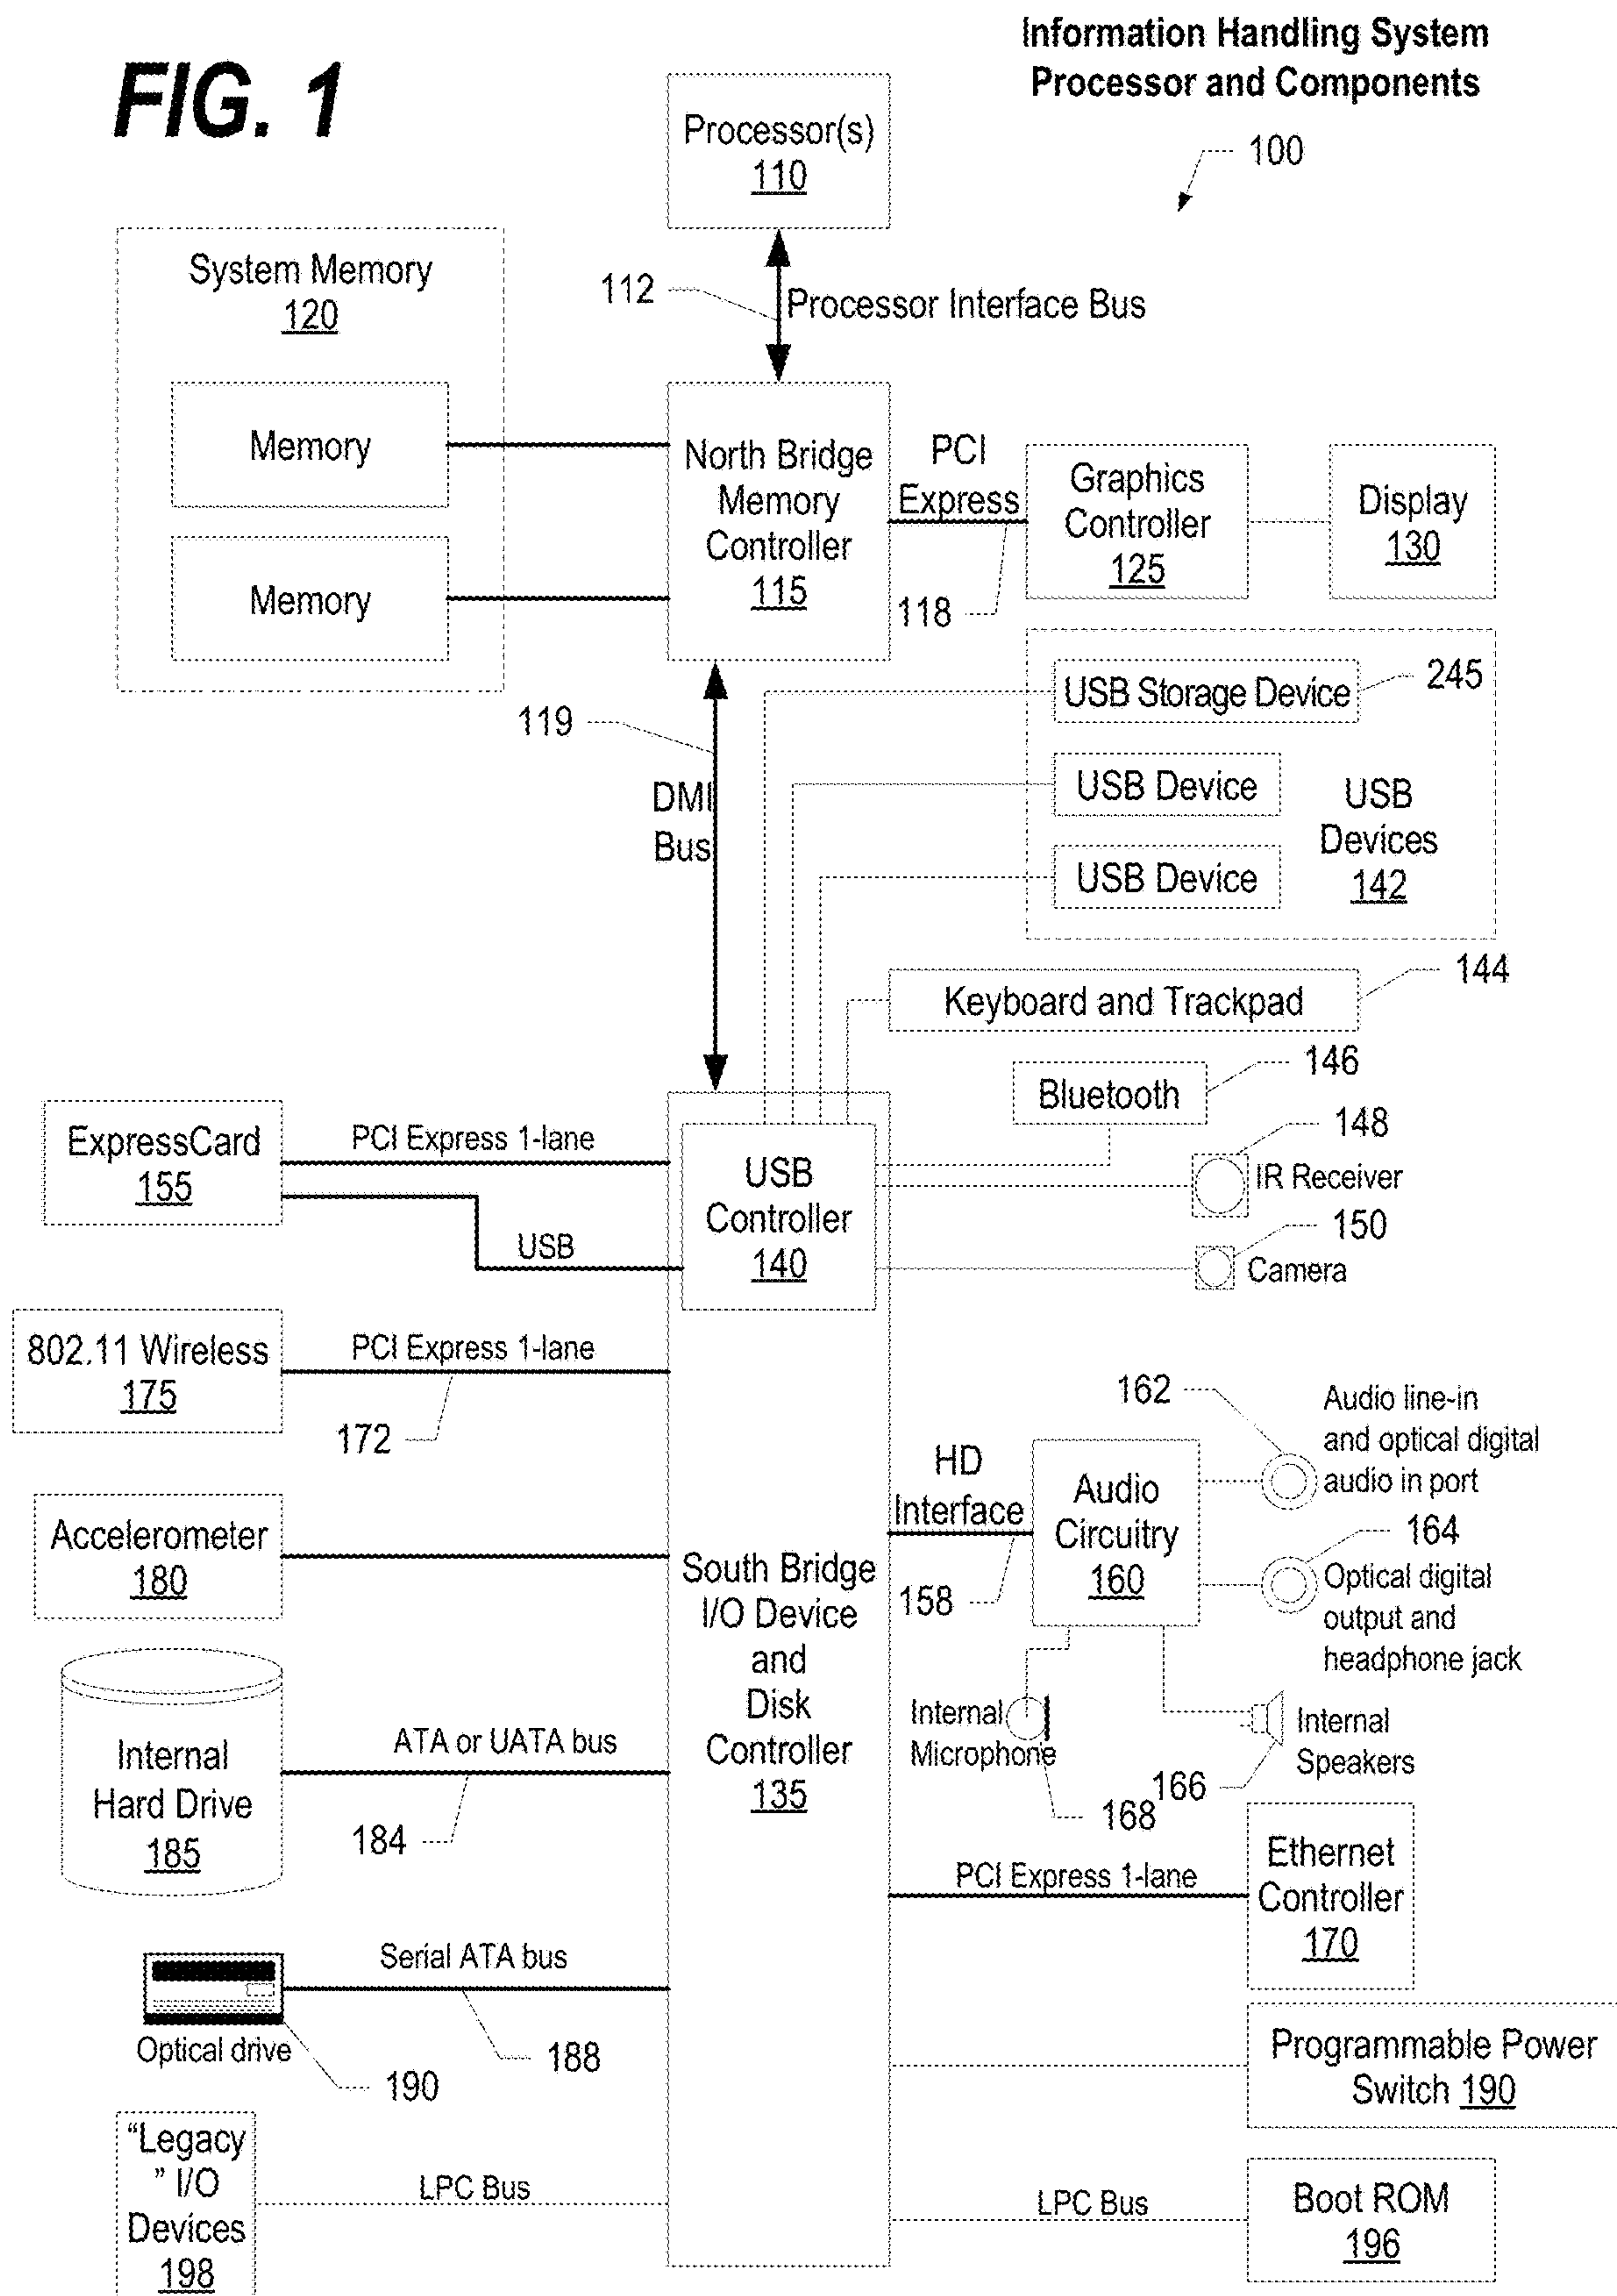 FIG. 1
Information Handling System
Processor and Components
100
Processor(s)
110
112
Processor Interface Bus
System Memory
120
Memory
Memory
North Bridge
Memory
Controller
115
PCI
Express
118
Graphics
Controller
125
Display
130
119
DMI
Bus
USB Storage Device
245
USB Device
USB Device
USB
Devices
142
Keyboard and Trackpad
144
Bluetooth
146
148
IR Receiver
150
Camera
ExpressCard
155
PCI Express 1-lane
USB
USB
Controller
140
802.11 Wireless
175
PCI Express 1-lane
172
Accelerometer
180
Internal
Hard Drive
185
ATA or UATA bus
184
South Bridge
I/O Device
and
Disk
Controller
135
HD
Interface
158
Audio
Circuitry
160
162
Audio line-in
and optical digital
audio in port
164
Optical digital
output and
headphone jack
Internal
Microphone
168
166
Internal
Speakers
PCI Express 1-lane
Ethernet
Controller
170
Serial ATA bus
188
Optical drive
190
Programmable Power
Switch 190
“Legacy
” I/O
Devices
198
LPC Bus
LPC Bus
Boot ROM
196